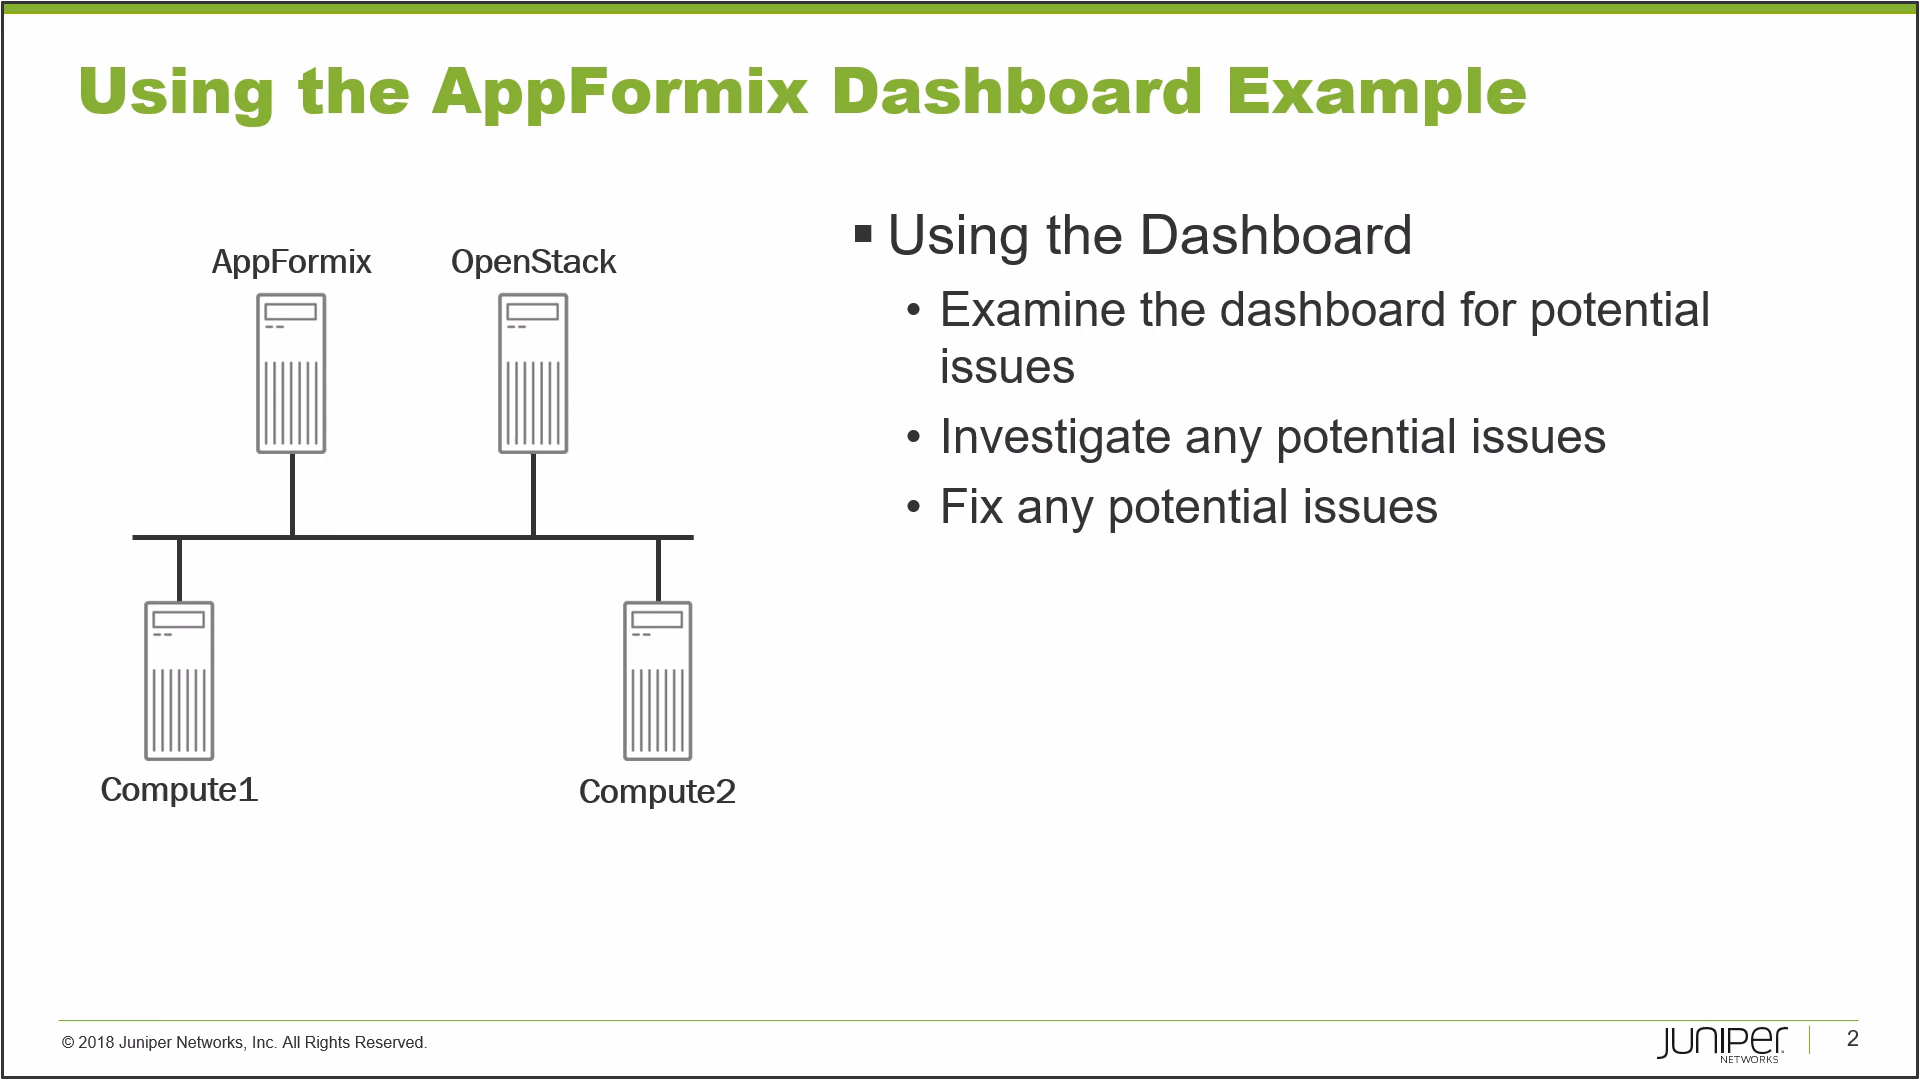 Using the AppFormix Dashboard Example
AppFormix
OpenStack
Compute1
Compute2
▪ Using the Dashboard
• Examine the dashboard for potential
issues
• Investigate any potential issues
• Fix any potential issues
© 2018 Juniper Networks, Inc. All Rights Reserved.
JUNIPEr
NETWORKS
2